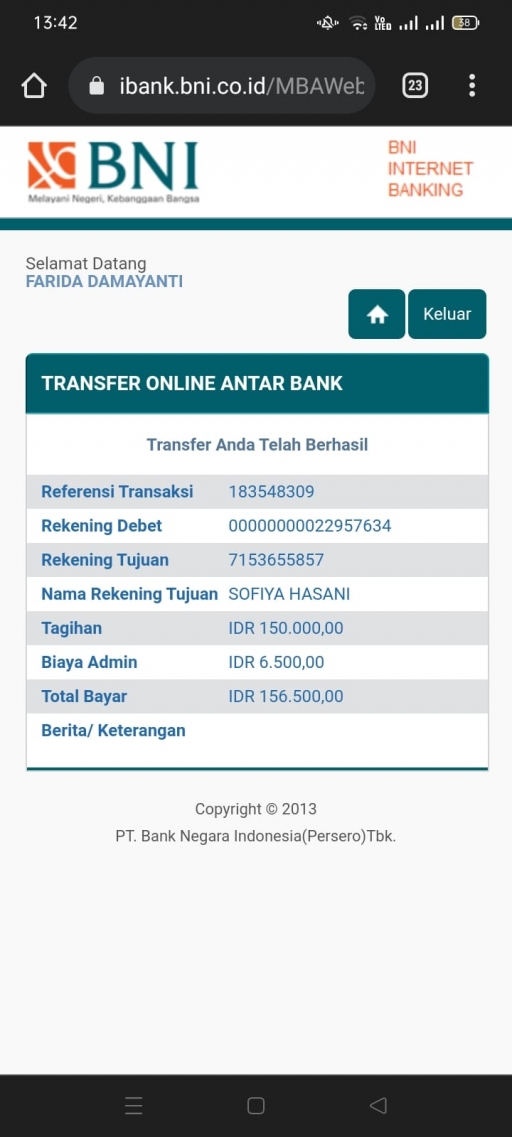 13:42
VoLTE
38
ibank.bni.co.id/MBAWeb
23
BNI
Melayani Negeri, Kebanggaan Bangsa
BNI
INTERNET
BANKING
Selamat Datang
FARIDA DAMAYANTI
Keluar
TRANSFER ONLINE ANTAR BANK
Transfer Anda Telah Berhasil
Referensi Transaksi 183548309
Rekening Debet 00000000022957634
Rekening Tujuan 7153655857
Nama Rekening Tujuan SOFIYA HASANI
Tagihan IDR 150.000,00
Biaya Admin IDR 6.500,00
Total Bayar IDR 156.500,00
Berita/ Keterangan
Copyright © 2013
PT. Bank Negara Indonesia(Persero)Tbk.